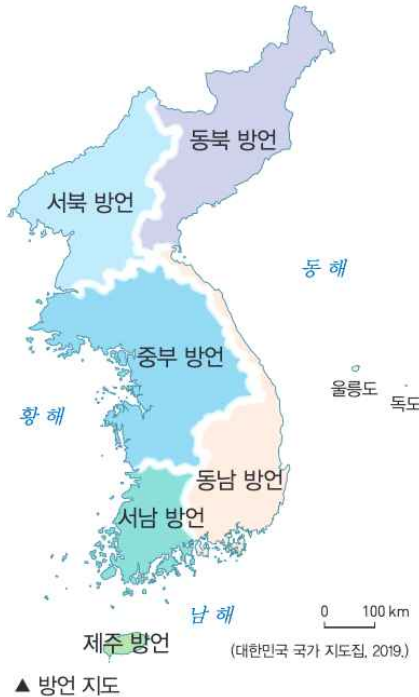 동북 방언
서북 방언
동 해
중부 방언
울릉도
독도
황 해
동남 방언
서남 방언
남 해
0 100 km
제주 방언
(대한민국 국가 지도집, 2019.)
▲ 방언 지도